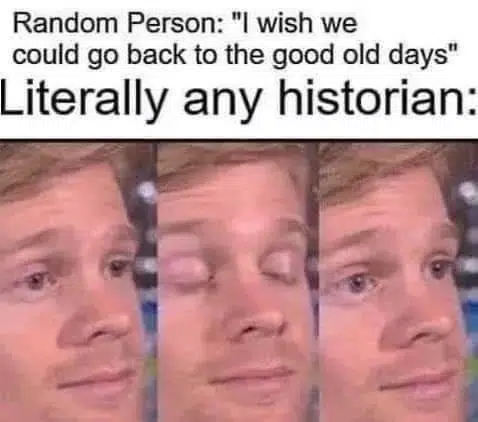 Random Person: "I wish we
could go back to the good old days"
Literally any historian: